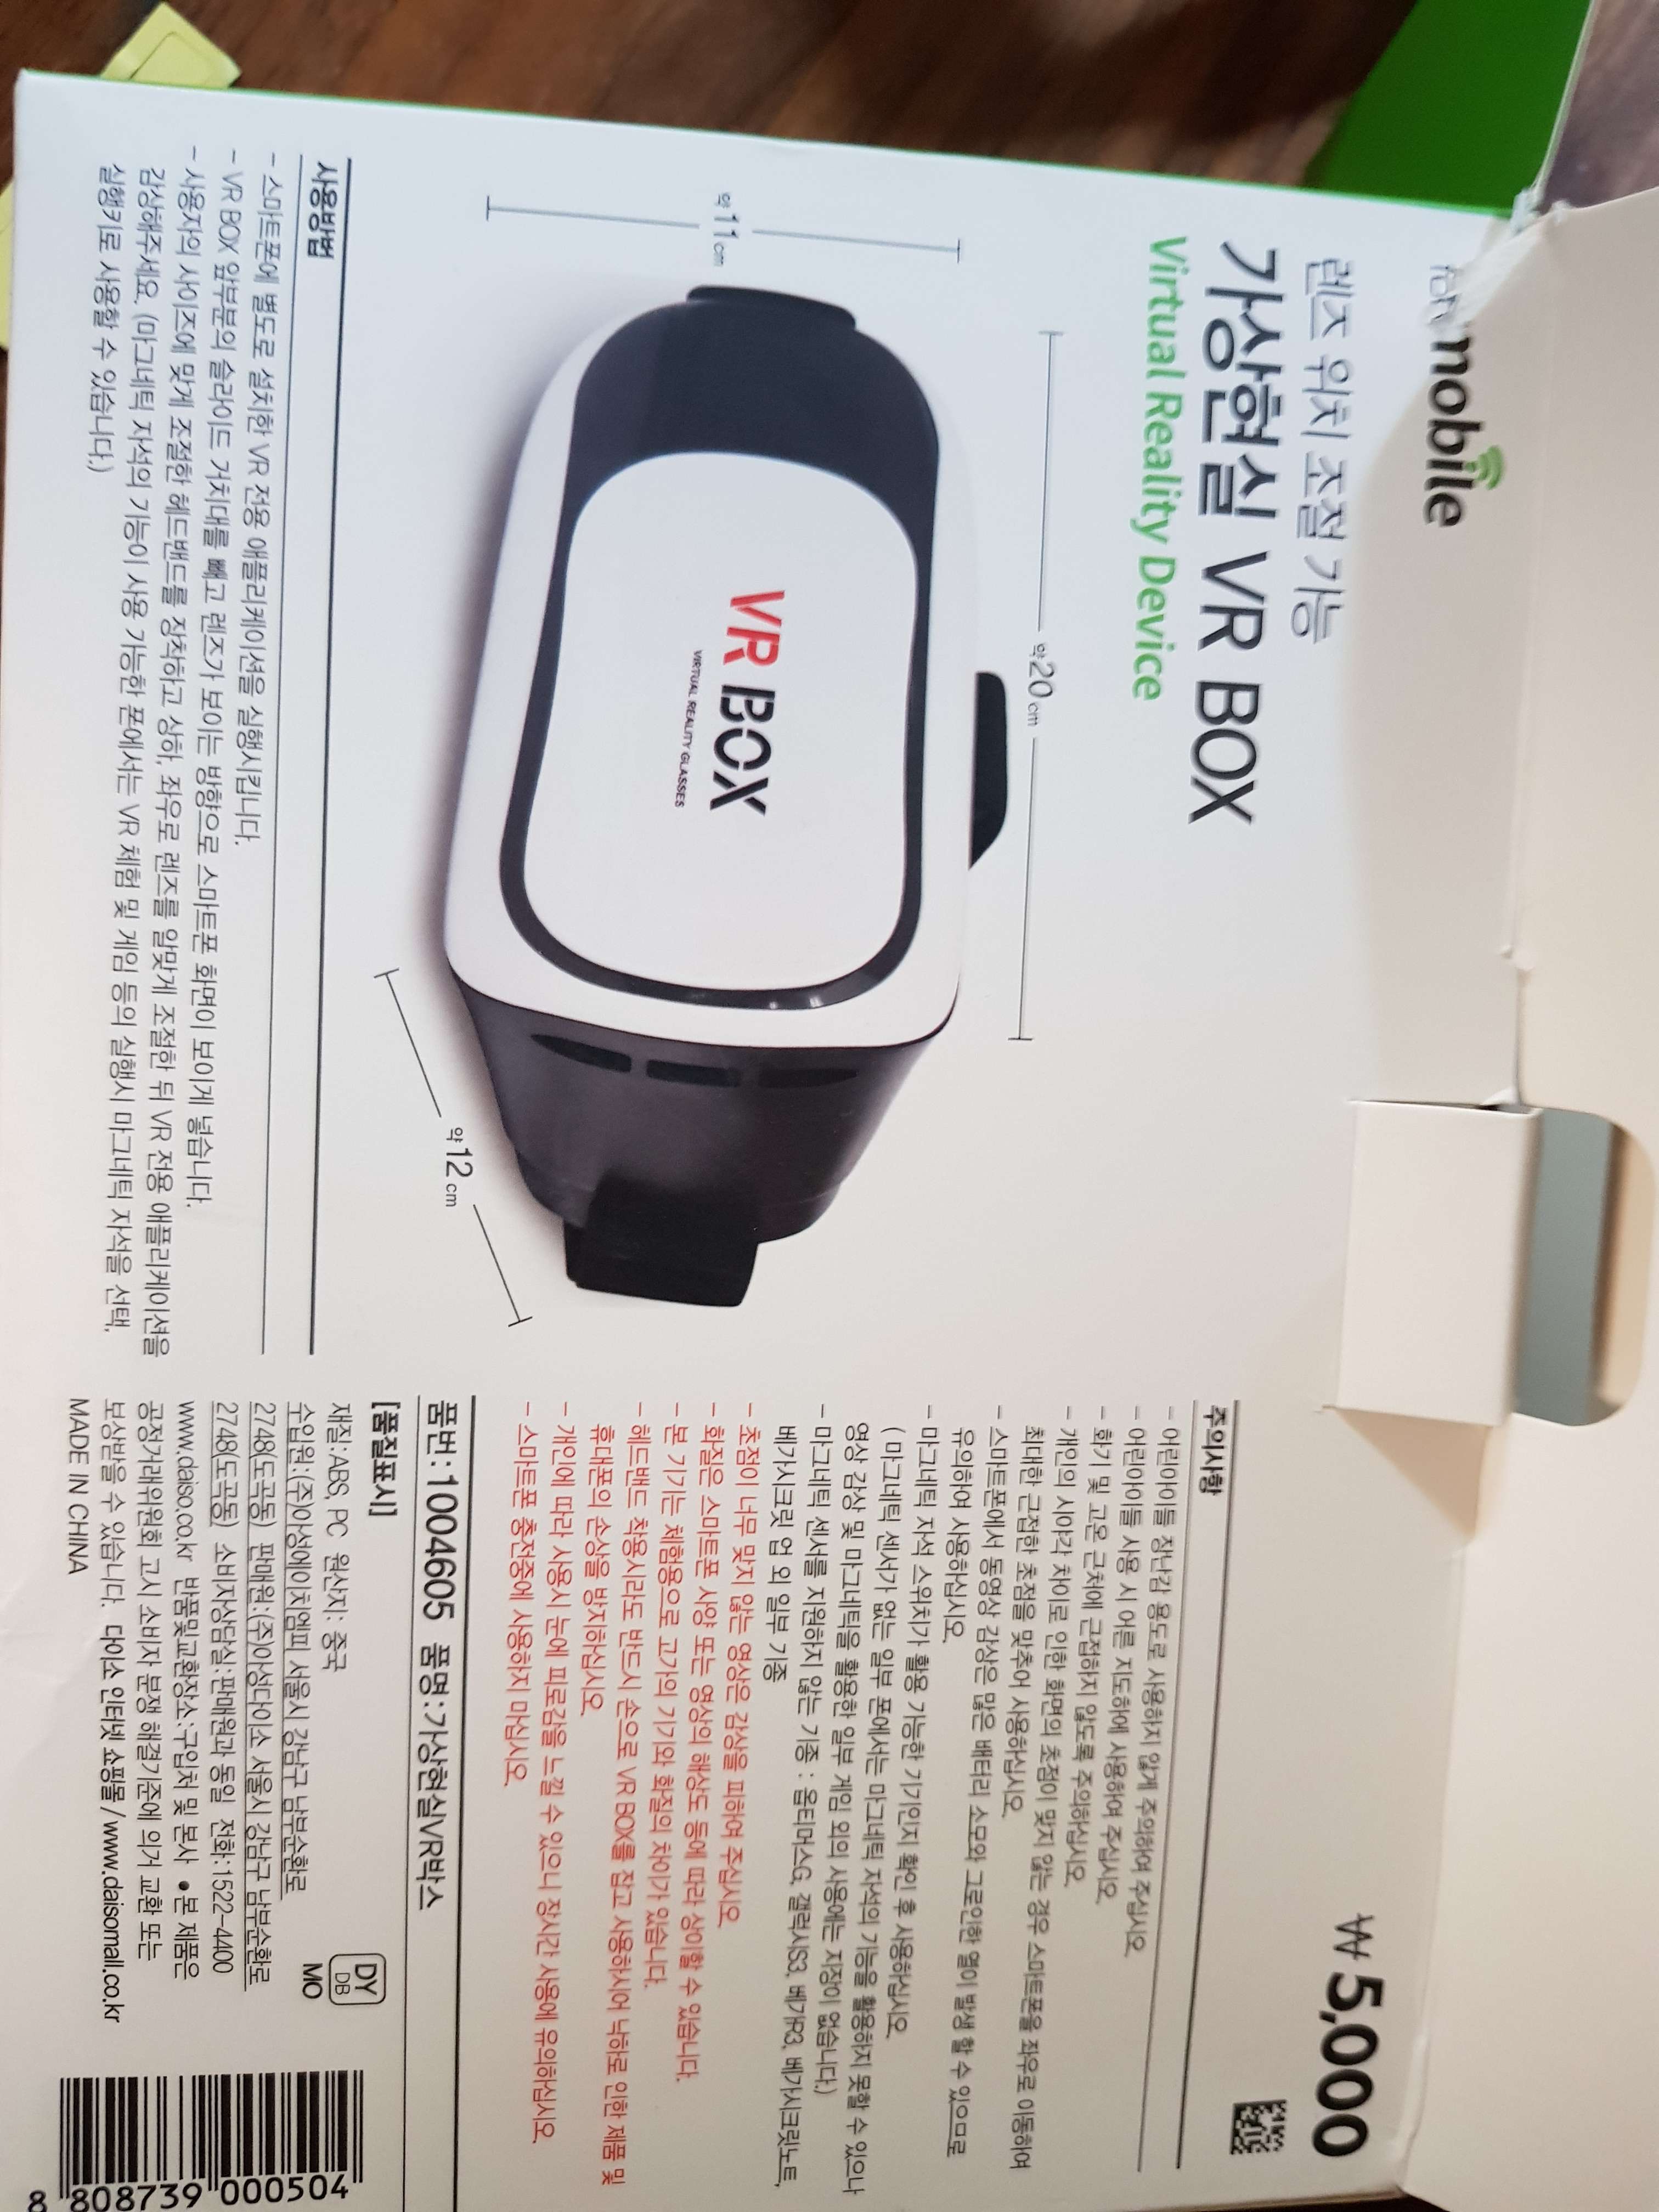 mobile
렌즈 위치 조절 기능
가상현실 VR BOX
Virtual Reality Device
₩ 5,000
약20cm
약11cm
약12cm
VR BOX
VIRTUAL REALITY GLASSES
사용방법
- 스마트폰에 별도로 설치한 VR 전용 애플리케이션을 실행시킵니다.
- VR BOX 앞부분의 슬라이드 거치대를 빼고 렌즈가 보이는 방향으로 스마트폰 화면이 보이게 넣습니다.
- 사용자의 사이즈에 맞게 조절한 헤드밴드를 장착하고 상하, 좌우로 렌즈를 알맞게 조절한 뒤 VR 전용 애플리케이션을
감상해주세요. (마그네틱 자석의 기능이 사용 가능한 폰에서는 VR 체험 및 게임 등의 실행시 마그네틱 자석을 선택,
실행키로 사용할 수 있습니다.)
주의사항
- 어린아이들 장난감 용도로 사용하지 않게 주의하여 주십시오.
- 어린아이들 사용 시 어른 지도하에 사용하여 주십시오.
- 화기 및 고온 근처에 근접하지 않도록 주의하십시오.
- 개인의 시야각 차이로 인한 화면의 초점이 맞지 않는 경우 스마트폰을 좌우로 이동하여
최대한 근접한 초점을 맞추어 사용하십시오.
- 스마트폰에서 동영상 감상은 많은 배터리 소모와 그로인한 열이 발생 할 수 있으므로
유의하여 사용하십시오.
- 마그네틱 자석 스위치가 활용 가능한 기기인지 확인 후 사용하십시오.
( 마그네틱 센서가 없는 일부 폰에서는 마그네틱 자석의 기능을 활용하지 못할 수 있으나
영상 감상 및 마그네틱을 활용한 일부 게임 외의 사용에는 지장이 없습니다.)
- 마그네틱 센서를 지원하지 않는 기종 : 옵티머스G, 갤럭시S3, 베가R3, 베가시크릿노트,
베가시크릿 업 외 일부 기종
- 초점이 너무 맞지 않는 영상은 감상을 피하여 주십시오.
- 화질은 스마트폰 사양 또는 영상의 해상도 등에 따라 상이할 수 있습니다.
- 본 기기는 체험용으로 고가의 기기와 화질의 차이가 있습니다.
- 헤드밴드 착용시라도 반드시 손으로 VR BOX를 잡고 사용하시어 낙하로 인한 제품 및
휴대폰의 손상을 방지하십시오.
- 개인에 따라 사용시 눈에 피로감을 느낄 수 있으니 장시간 사용에 유의하십시오.
- 스마트폰 충전중에 사용하지 마십시오.
품번:1004605 품명:가상현실VR박스
[품질표시]
재질:ABS, PC 원산지: 중국
수입원:(주)아성에이치엠피 서울시 강남구 남부순환로
2748(도곡동) 판매원:(주)아성다이소 서울시 강남구 남부순환로
2748(도곡동) 소비자상담실:판매원과 동일 전화:1522-4400
www.daiso.co.kr 반품및교환장소:구입처 및 본사 ●본 제품은
공정거래위원회 고시 소비자 분쟁 해결기준에 의거 교환 또는
보상받을 수 있습니다. 다이소 인터넷 쇼핑몰 / www.daisomall.co.kr
MADE IN CHINA
DY
DB
MO
8 808739 000504